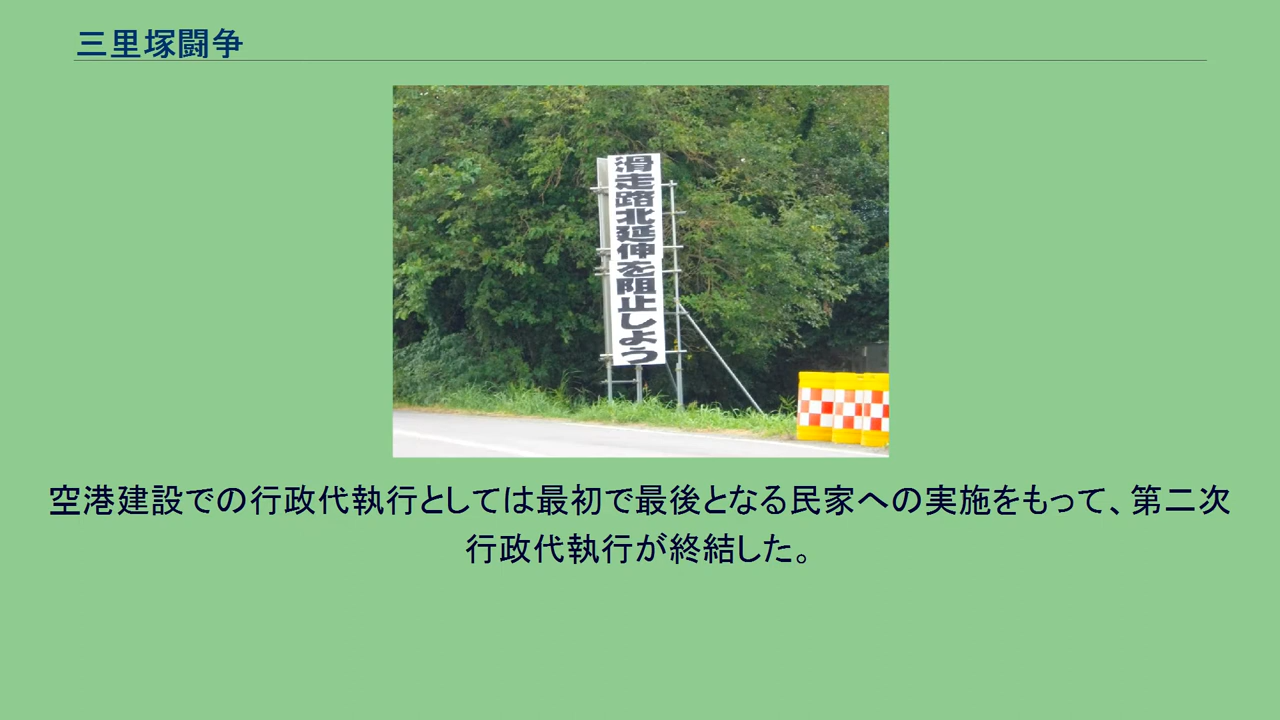 三里塚闘争
滑走路北延伸を阻止しよう
空港建設での行政代執行としては最初で最後となる民家への実施をもって、第二次
行政代執行が終結した。